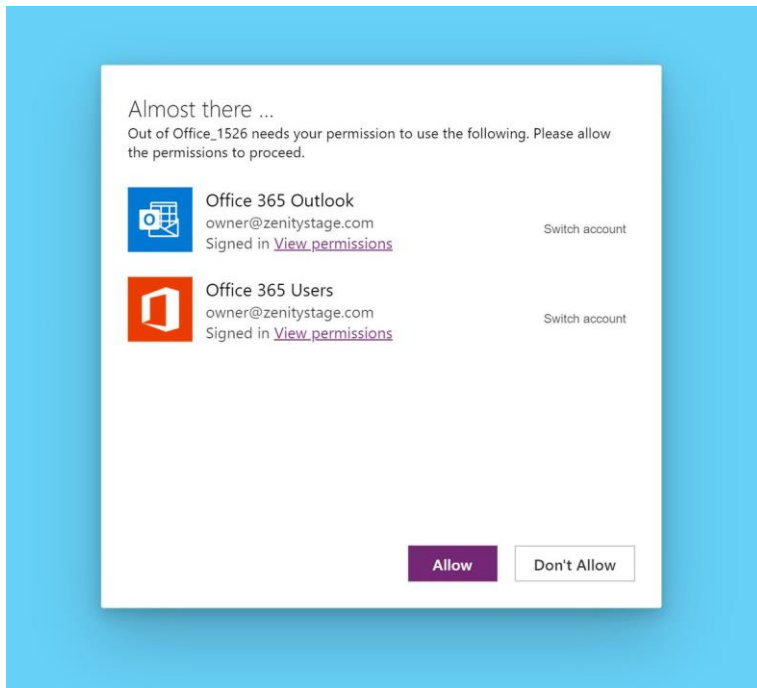 Almost there ...
Out of Office_1526 needs your permission to use the following. Please allow
the permissions to proceed.
Office 365 Outlook
owner@zenitystage.com
Signed in View permissions
Switch account
Office 365 Users
owner@zenitystage.com
Signed in View permissions
Switch account
Allow
Don't Allow